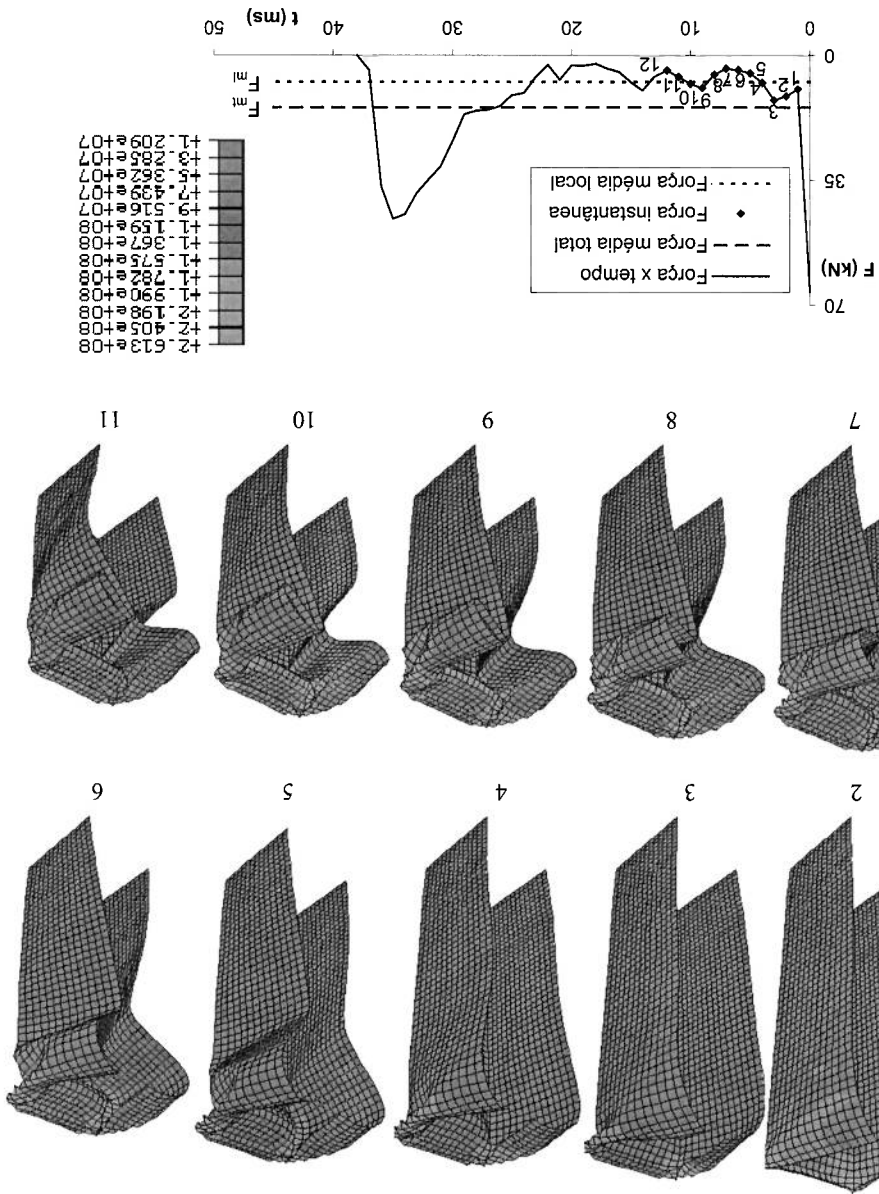 2 3 4 5 6
7 8 9 10 11
70
F (kN)
35
0
Força x tempo
Força média total
Força instantânea
Força média local
1 2 3 4 5 6 7 8 9 10 11 12
F mt
F ml
0 10 20 30 40 50
t (ms)
+2.613e+08
+2.405e+08
+2.198e+08
+1.990e+08
+1.782e+08
+1.575e+08
+1.367e+08
+1.159e+08
+9.516e+07
+7.439e+07
+5.362e+07
+3.285e+07
+1.209e+07